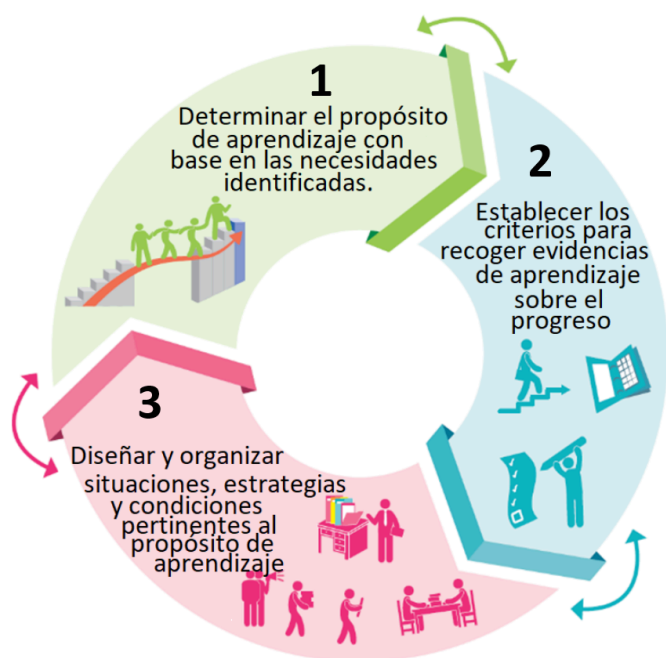 1
Determinar el propósito
de aprendizaje con
base en las necesidades
identificadas.
2
Establecer los
criterios para
recoger evidencias
de aprendizaje
sobre el
progreso
3
Diseñar y organizar
situaciones, estrategias
y condiciones
pertinentes al
propósito de
aprendizaje